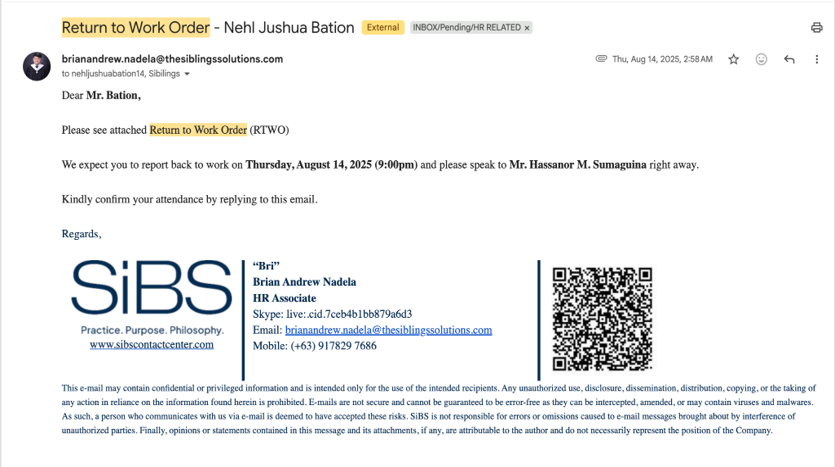 Return to Work Order - Nehl Jushua Bation External INBOX/Pending/HR RELATED ×
brianandrew.nadela@thesiblingssolutions.com Thu, Aug 14, 2025, 2:58 AM
to nehljushuabation14, Sibilings
Dear Mr. Bation,
Please see attached Return to Work Order (RTWO)
We expect you to report back to work on Thursday, August 14, 2025 (9:00pm) and please speak to Mr. Hassanor M. Sumaguina right away.
Kindly confirm your attendance by replying to this email.
Regards,
SiBS
Practice. Purpose. Philosophy.
www.sibscontactcenter.com
“Bri”
Brian Andrew Nadela
HR Associate
Skype: live:.cid.7ceb4b1bb879a6d3
Email: brianandrew.nadela@thesiblingssolutions.com
Mobile: (+63) 917829 7686
This e-mail may contain confidential or privileged information and is intended only for the use of the intended recipients. Any unauthorized use, disclosure, dissemination, distribution, copying, or the taking of
any action in reliance on the information found herein is prohibited. E-mails are not secure and cannot be guaranteed to be error-free as they can be intercepted, amended, or may contain viruses and malwares.
As such, a person who communicates with us via e-mail is deemed to have accepted these risks. SiBS is not responsible for errors or omissions caused to e-mail messages brought about by interference of
unauthorized parties. Finally, opinions or statements contained in this message and its attachments, if any, are attributable to the author and do not necessarily represent the position of the Company.